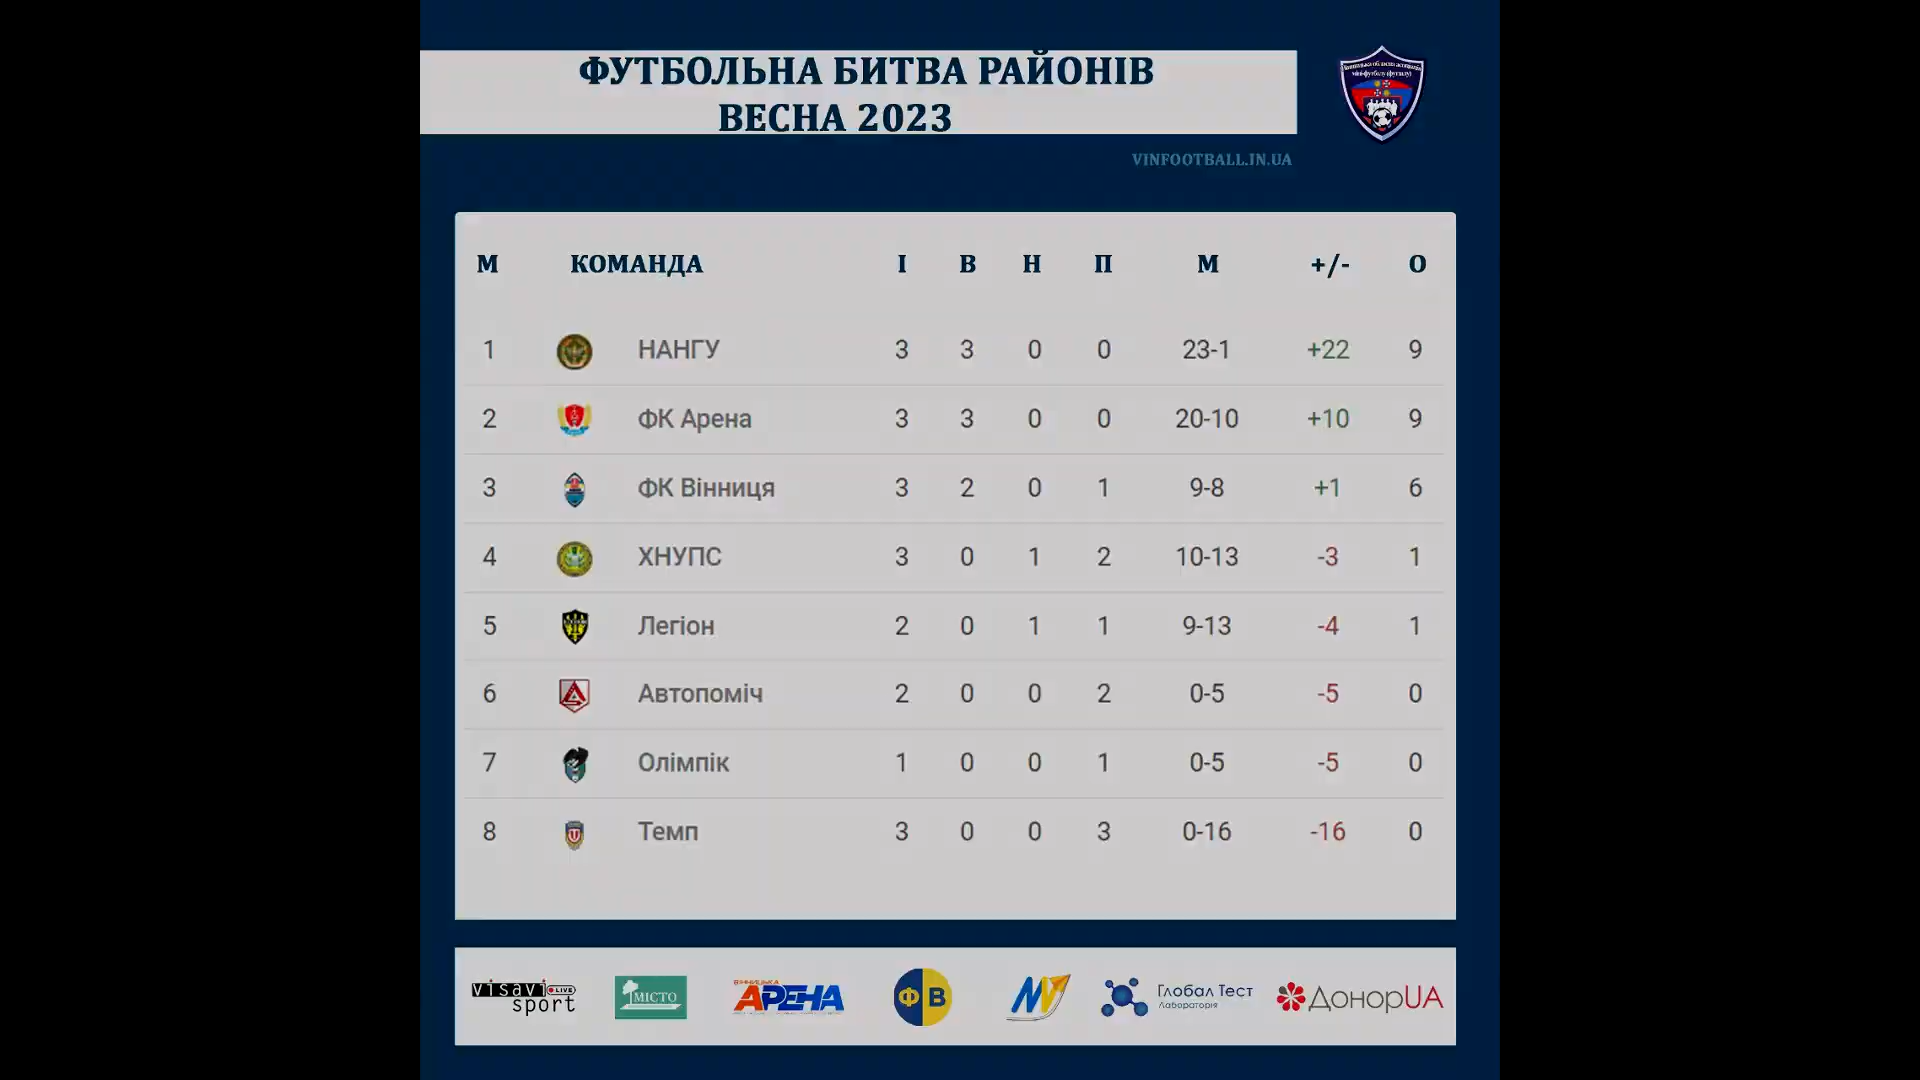 ФУТБОЛЬНА БИТВА РАЙОНІВ
ВЕСНА 2023
VINFOOTBALL.IN.UA
М КОМАНДА І В Н П М +/- О
1 НАНГУ 3 3 0 0 23-1 +22 9
2 ФК Арена 3 3 0 0 20-10 +10 9
3 ФК Вінниця 3 2 0 1 9-8 +1 6
4 ХНУПС 3 0 1 2 10-13 -3 1
5 Легіон 2 0 1 1 9-13 -4 1
6 Автопоміч 2 0 0 2 0-5 -5 0
7 Олімпік 1 0 0 1 0-5 -5 0
8 Темп 3 0 0 3 0-16 -16 0
visavi LIVE
sport
МІСТО
ВІННИЦЬКА
АРЕНА
ФВ
Глобал Тест
Лабораторія
ДонорUA